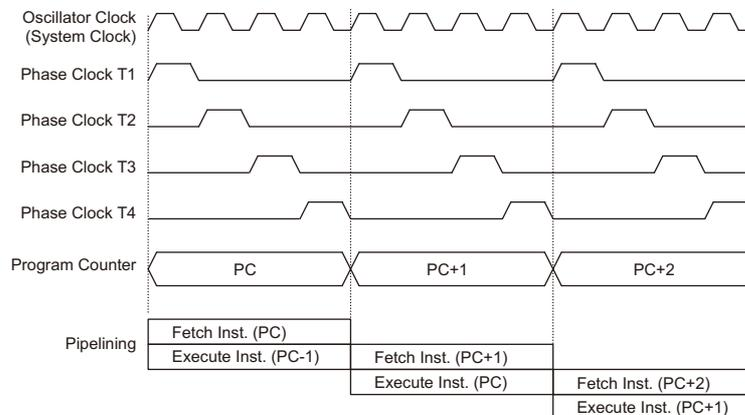 Oscillator Clock
(System Clock)
Phase Clock T1
Phase Clock T2
Phase Clock T3
Phase Clock T4
Program Counter
PC
PC+1
PC+2
Pipelining
Fetch Inst. (PC)
Execute Inst. (PC-1)
Fetch Inst. (PC+1)
Execute Inst. (PC)
Fetch Inst. (PC+2)
Execute Inst. (PC+1)